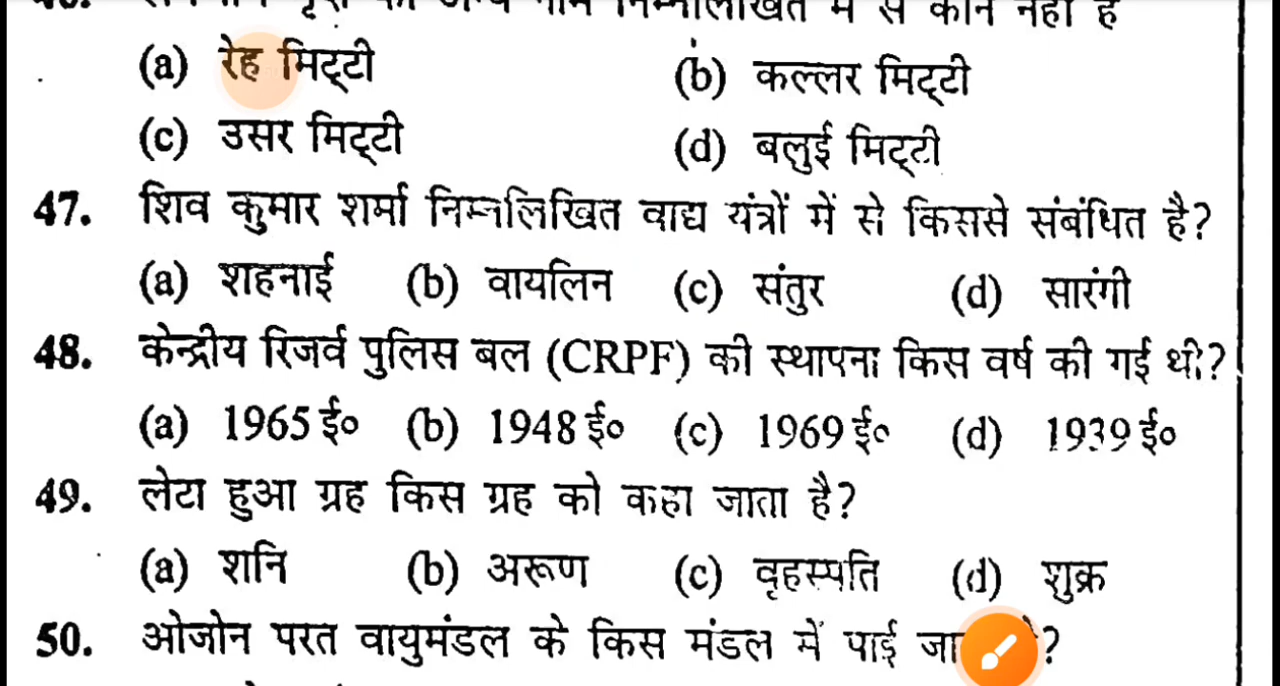 निम्नलिखित में से कौन नहीं है
(a) रेह मिट्टी (b) कल्लर मिट्टी
(c) उसर मिट्टी (d) बलुई मिट्टी
47. शिव कुमार शर्मा निम्नलिखित वाद्य यंत्रों में से किससे संबंधित है?
(a) शहनाई (b) वायलिन (c) संतुर (d) सारंगी
48. केन्द्रीय रिजर्व पुलिस बल (CRPF) की स्थापना किस वर्ष की गई थी?
(a) 1965 ई० (b) 1948 ई० (c) 1969 ई० (d) 1939 ई०
49. लेटा हुआ ग्रह किस ग्रह को कहा जाता है?
(a) शनि (b) अरूण (c) वृहस्पति (d) शुक्र
50. ओजोन परत वायुमंडल के किस मंडल में पाई ?